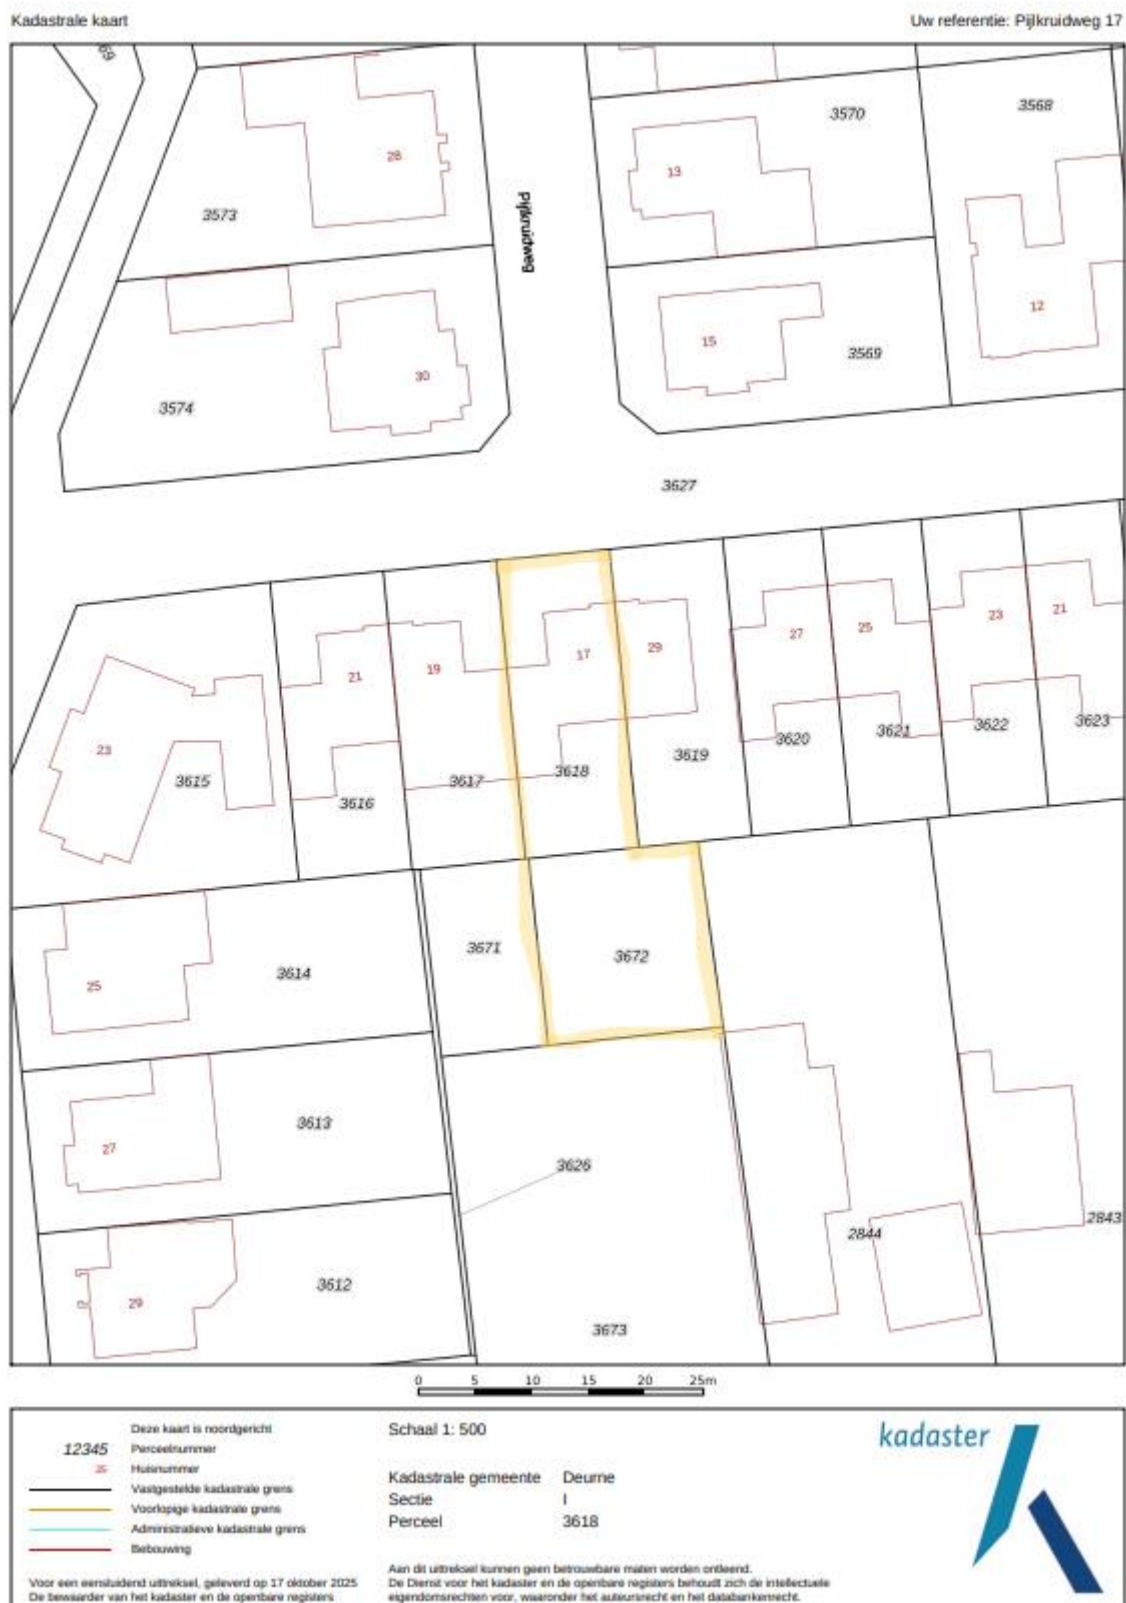 Kadastrale kaart
Uw referentie: Pijlkruidweg 17
69
3570
3568
28
13
3573
Pijlkruidweg
12
15
3569
30
3574
3627
23
21
27
25
17
29
19
21
23
3615
3616
3617
3618
3619
3620
3621
3622
3623
3671
3672
3614
25
3613
27
3626
2844
2843
3612
29
3673
0 5 10 15 20 25m
Deze kaart is noordgericht
12345 Perceelnummer
25 Huisnummer
Vastgestelde kadastrale grens
Voorlopige kadastrale grens
Administratieve kadastrale grens
Bebouwing
Voor een eensluidend uittreksel, geleverd op 17 oktober 2025
De bewaarder van het kadaster en de openbare registers
Schaal 1: 500
Kadastrale gemeente Deurne
Sectie I
Perceel 3618
Aan dit uittreksel kunnen geen betrouwbare maten worden ontleend.
De Dienst voor het kadaster en de openbare registers behoudt zich de intellectuele
eigendomsrechten voor, waaronder het auteursrecht en het databankenrecht.
kadaster